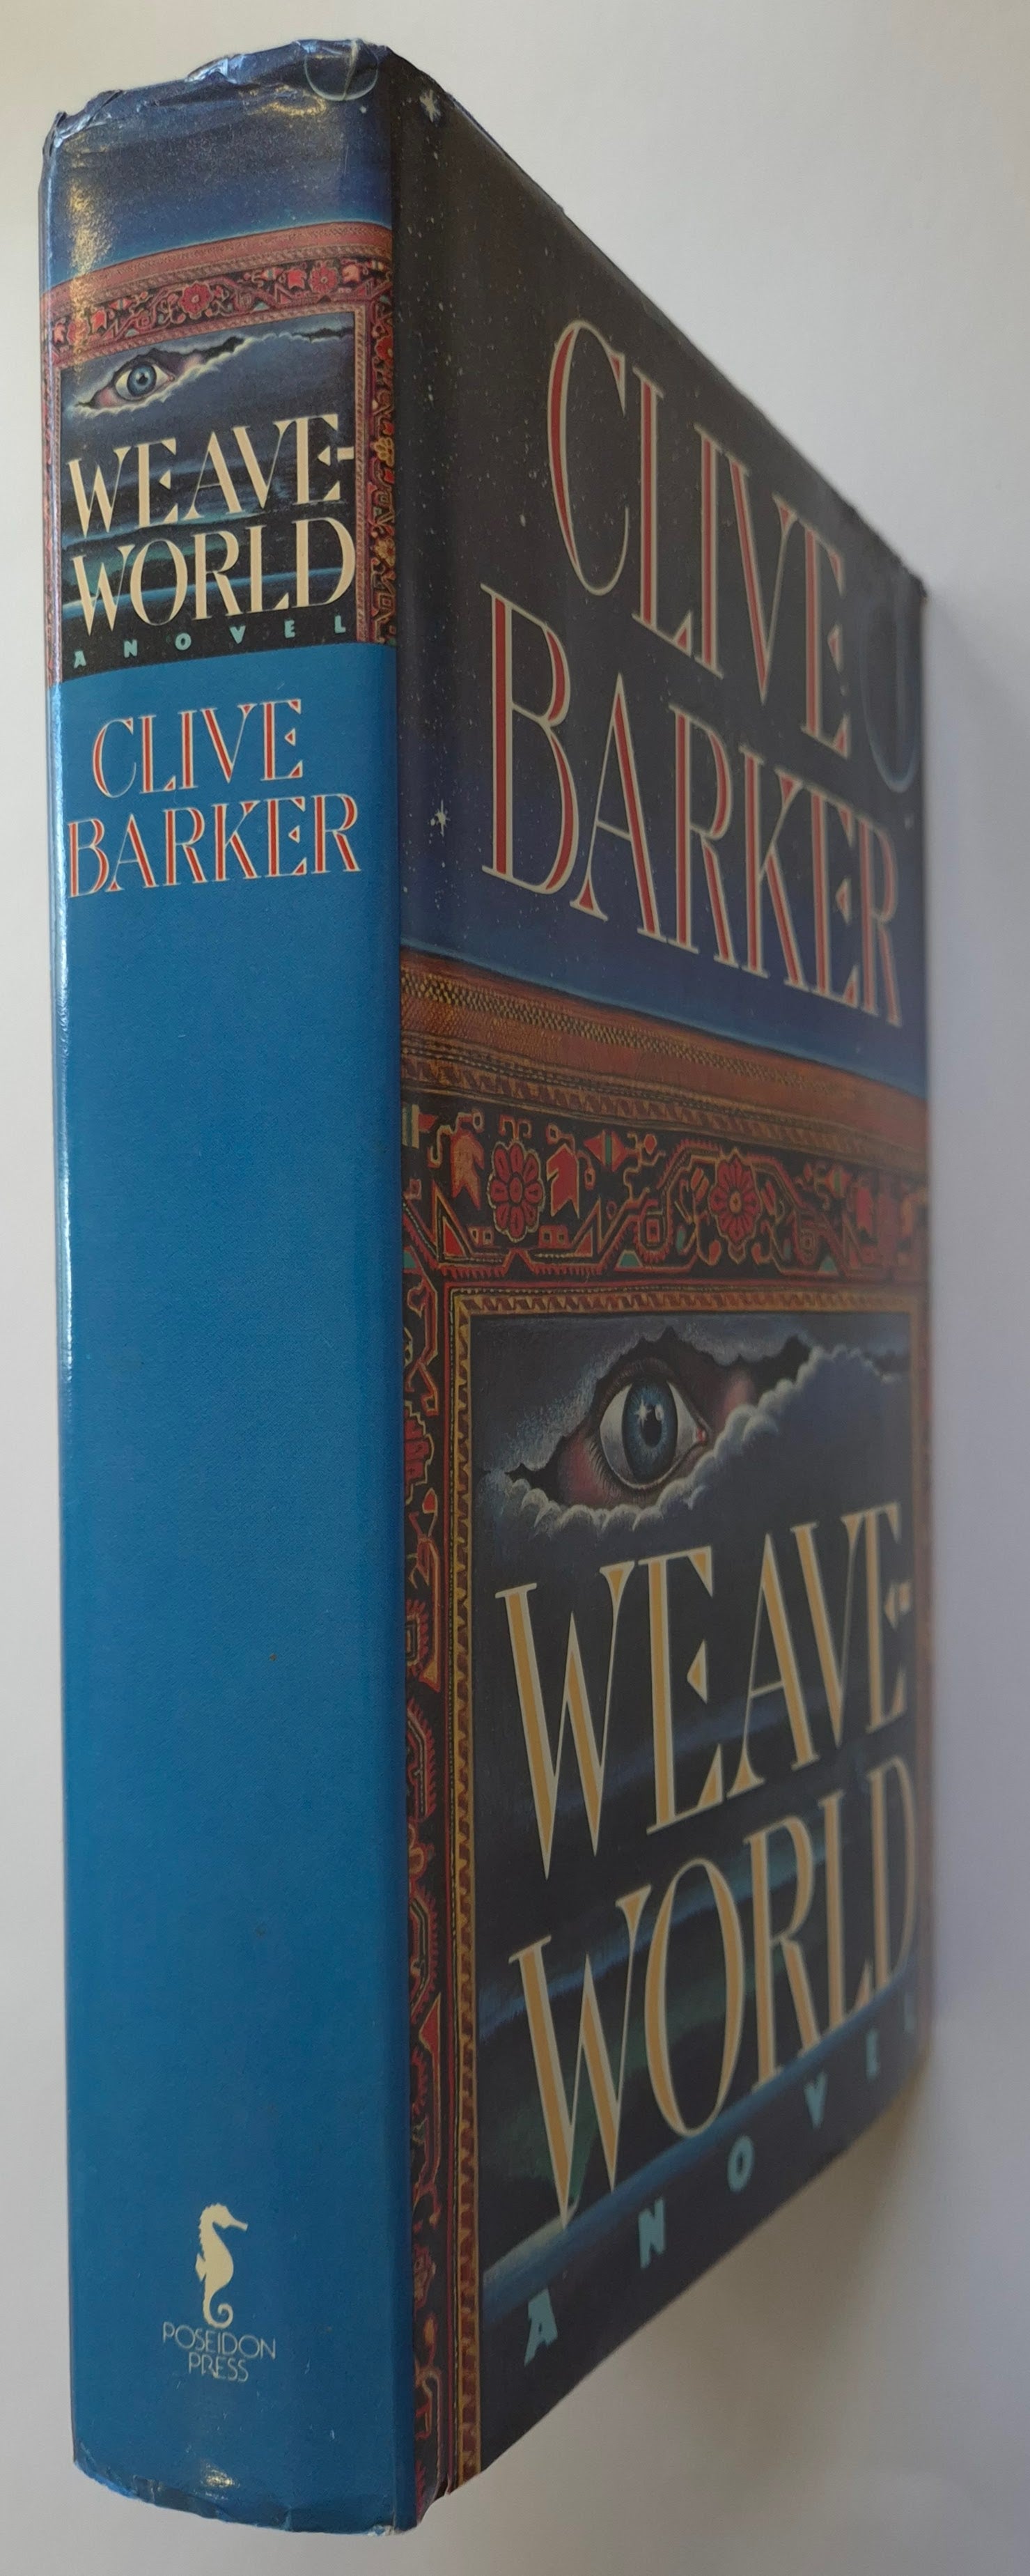 WEAVE-
WORLD
A NOVEL
CLIVE
BARKER
POSEIDON
PRESS
CLIVE
BARKER
WEAVE-
WORLD
A NOVEL